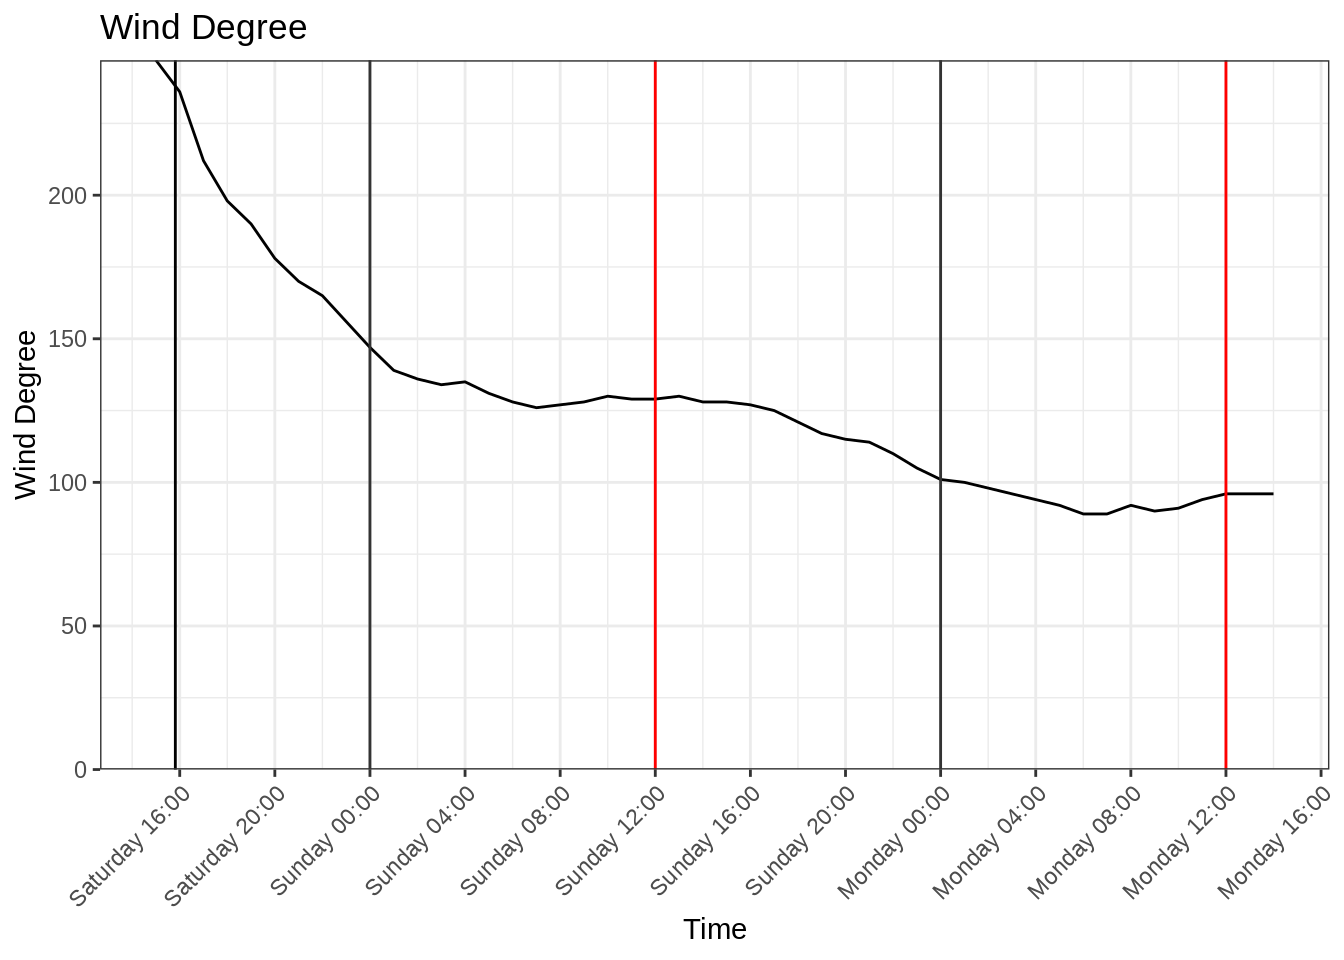 Wind Degree
Wind Degree
200
150
100
50
0
Saturday 16:00
Saturday 20:00
Sunday 00:00
Sunday 04:00
Sunday 08:00
Sunday 12:00
Sunday 16:00
Sunday 20:00
Monday 00:00
Monday 04:00
Monday 08:00
Monday 12:00
Monday 16:00
Time